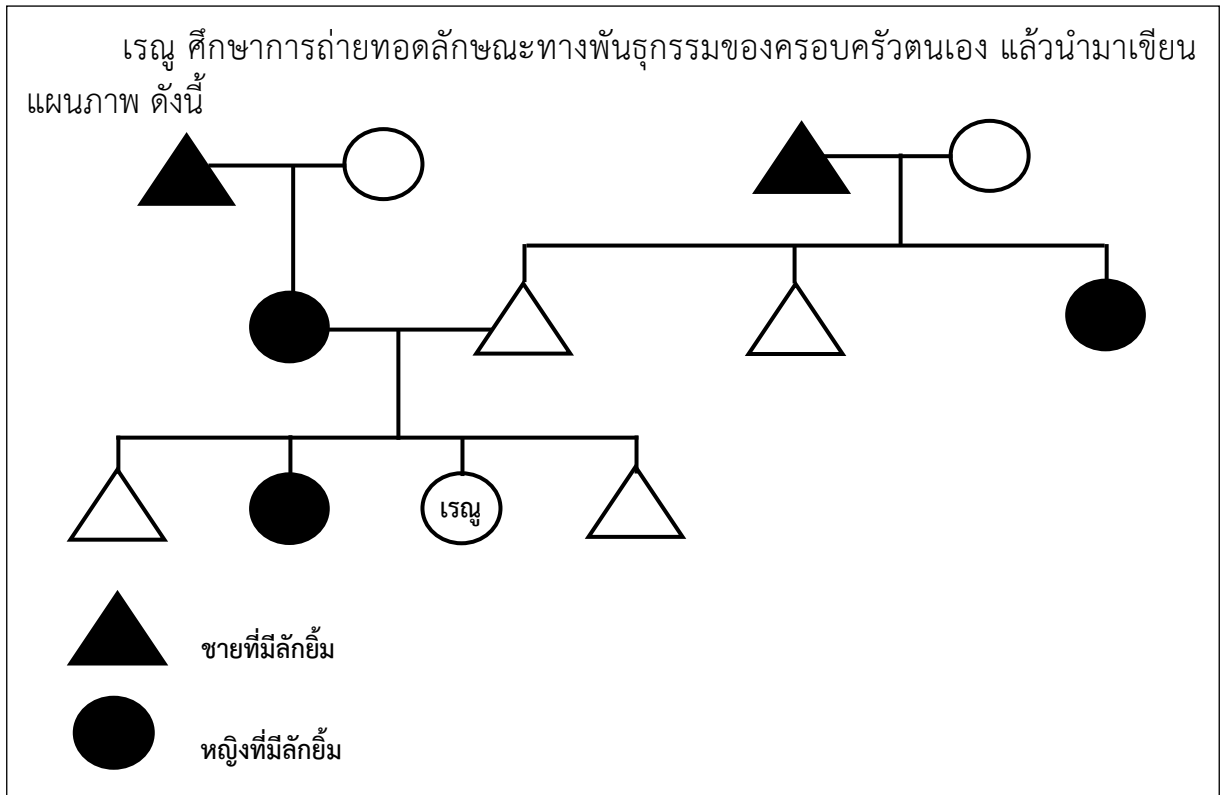 เรณู ศึกษาการถ่ายทอดลักษณะทางพันธุกรรมของครอบครัวตนเอง แล้วนำมาเขียน
แผนภาพ ดังนี้
เรณู
ชายที่มีลักยิ้ม
หญิงที่มีลักยิ้ม